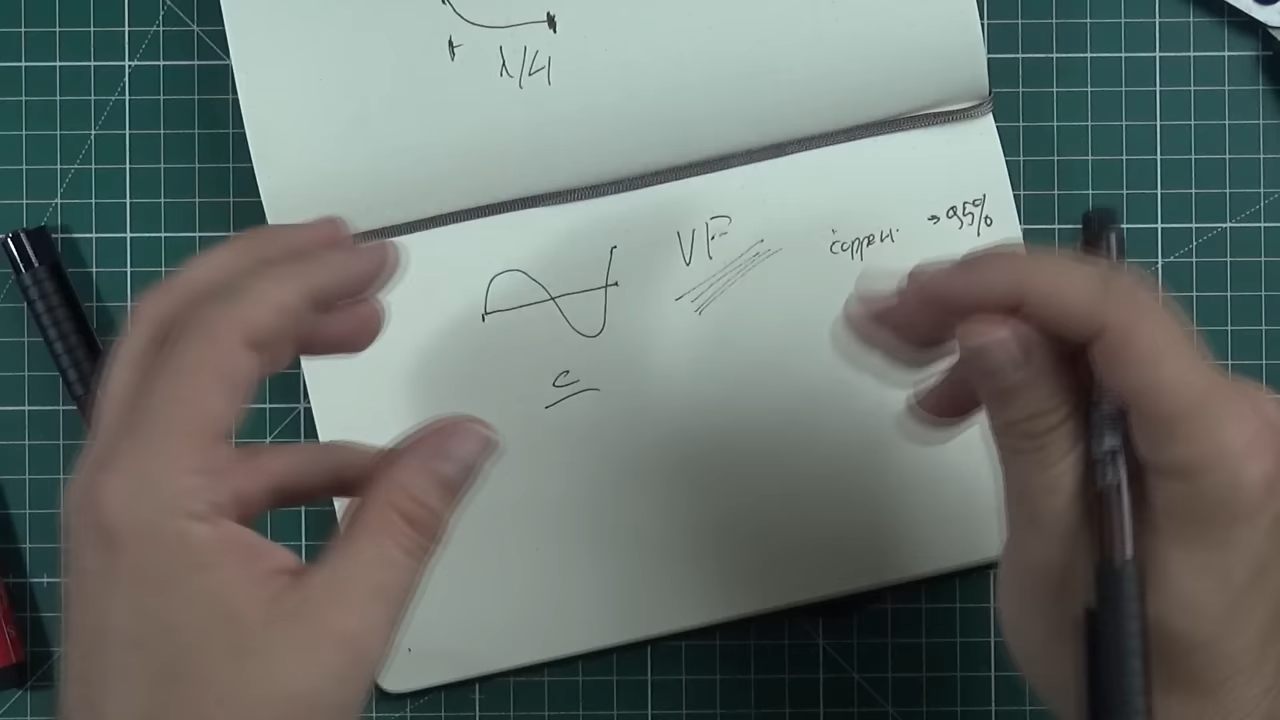 λ/4
VF
copper. → 95%
c